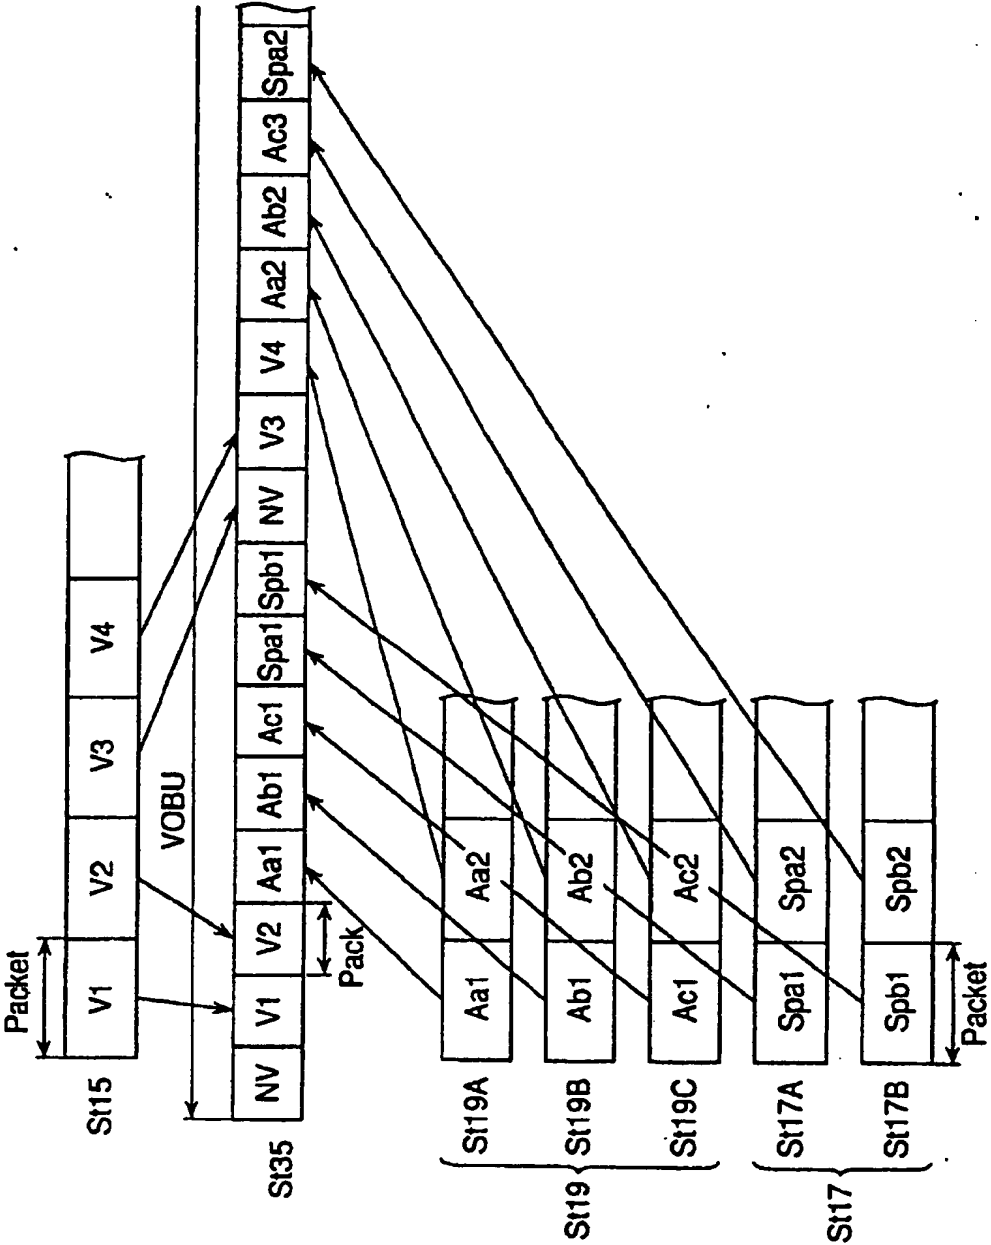 Packet
St15 V1 V2 V3 V4
VOBU
St35 NV V1 V2 Aa1 Ab1 Ac1 Spa1 Spb1 NV V3 V4 Aa2 Ab2 Ac3 Spa2
Pack
St19
St19A Aa1 Aa2
St19B Ab1 Ab2
St19C Ac1 Ac2
St17
St17A Spa1 Spa2
St17B Spb1 Spb2
Packet